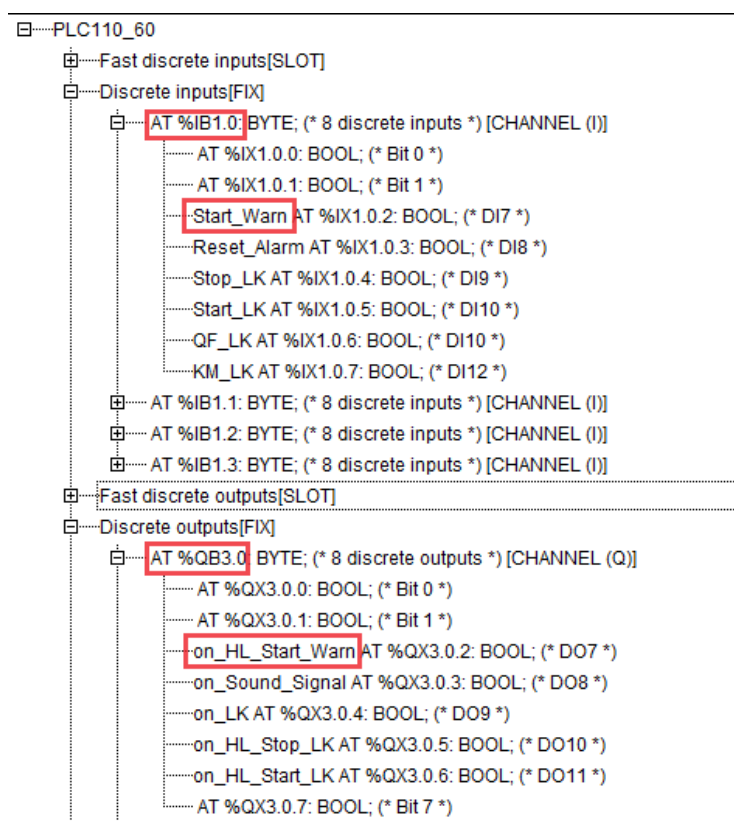 PLC110_60
Fast discrete inputs[SLOT]
Discrete inputs[FIX]
AT %IB1.0: BYTE; (* 8 discrete inputs *) [CHANNEL (I)]
AT %IX1.0.0: BOOL; (* Bit 0 *)
AT %IX1.0.1: BOOL; (* Bit 1 *)
Start_Warn AT %IX1.0.2: BOOL; (* DI7 *)
Reset_Alarm AT %IX1.0.3: BOOL; (* DI8 *)
Stop_LK AT %IX1.0.4: BOOL; (* DI9 *)
Start_LK AT %IX1.0.5: BOOL; (* DI10 *)
QF_LK AT %IX1.0.6: BOOL; (* DI10 *)
KM_LK AT %IX1.0.7: BOOL; (* DI12 *)
AT %IB1.1: BYTE; (* 8 discrete inputs *) [CHANNEL (I)]
AT %IB1.2: BYTE; (* 8 discrete inputs *) [CHANNEL (I)]
AT %IB1.3: BYTE; (* 8 discrete inputs *) [CHANNEL (I)]
Fast discrete outputs[SLOT]
Discrete outputs[FIX]
AT %QB3.0: BYTE; (* 8 discrete outputs *) [CHANNEL (Q)]
AT %QX3.0.0: BOOL; (* Bit 0 *)
AT %QX3.0.1: BOOL; (* Bit 1 *)
on_HL_Start_Warn AT %QX3.0.2: BOOL; (* DO7 *)
on_Sound_Signal AT %QX3.0.3: BOOL; (* DO8 *)
on_LK AT %QX3.0.4: BOOL; (* DO9 *)
on_HL_Stop_LK AT %QX3.0.5: BOOL; (* DO10 *)
on_HL_Start_LK AT %QX3.0.6: BOOL; (* DO11 *)
AT %QX3.0.7: BOOL; (* Bit 7 *)